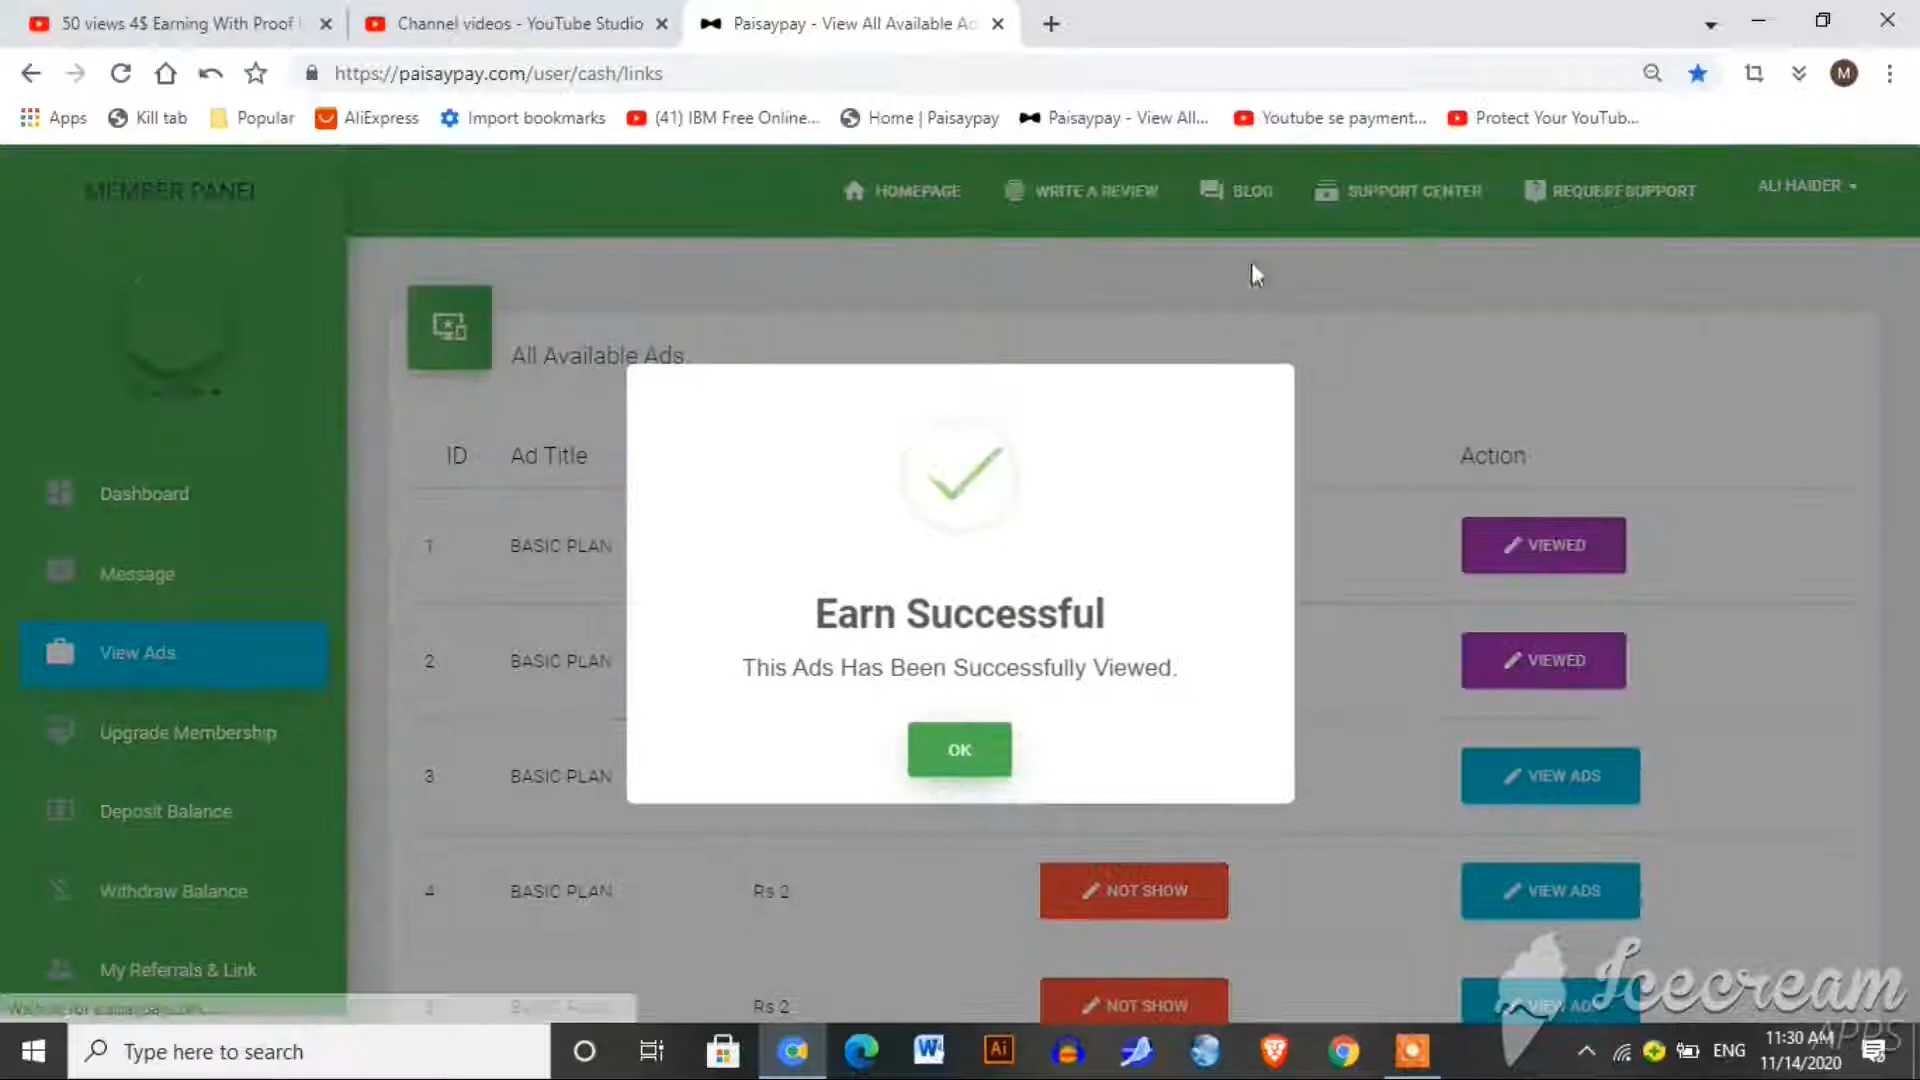 50 views 4$ Earning With Proof
Channel videos - YouTube Studio
Paisaypay - View All Available Ad
https://paisaypay.com/user/cash/links
M
Apps
Kill tab
Popular
AliExpress
Import bookmarks
(41) IBM Free Online...
Home | Paisaypay
Paisaypay - View All...
Youtube se payment...
Protect Your YouTub...
MEMBER PANEL
HOMEPAGE
WRITE A REVIEW
BLOG
SUPPORT CENTER
REQUREFSUPPORT
ALI HAIDER
All Available Ads
ID
Ad Title
Action
Dashboard
Message
View Ads
Upgrade Membership
Deposit Balance
Withdraw Balance
My Referrals & Link
1
BASIC PLAN
VIEWED
2
BASIC PLAN
VIEWED
3
BASIC PLAN
VIEW ADS
4
BASIC PLAN
Rs 2
NOT SHOW
VIEW ADS
Rs 2
NOT SHOW
VIEW ADS
Earn Successful
This Ads Has Been Successfully Viewed.
OK
Icecream
APPS
Type here to search
W
Ai
ENG
11:30 AM
11/14/2020